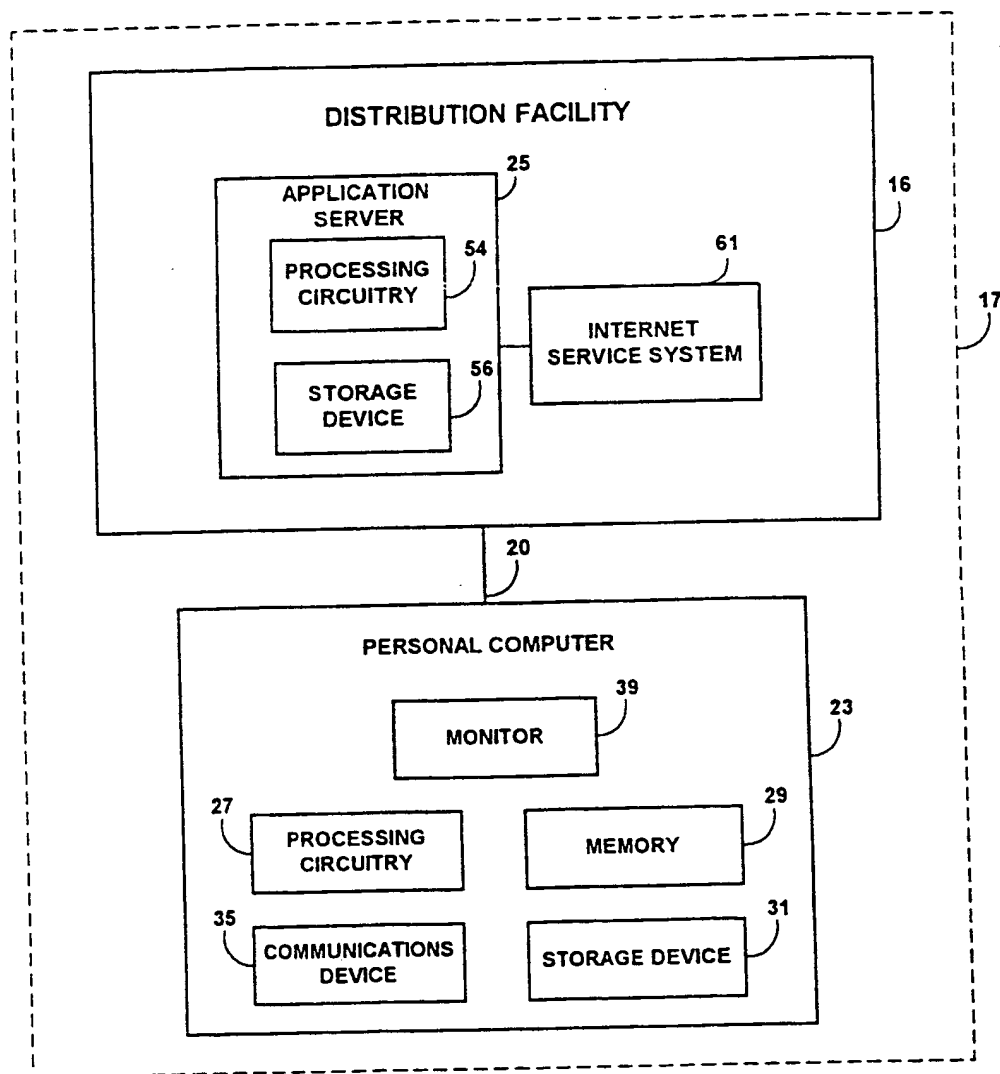 DISTRIBUTION FACILITY
25
16
APPLICATION
SERVER
54
PROCESSING
CIRCUITRY
61
INTERNET
SERVICE SYSTEM
17
56
STORAGE
DEVICE
20
PERSONAL COMPUTER
39
MONITOR
23
27
PROCESSING
CIRCUITRY
29
MEMORY
35
COMMUNICATIONS
DEVICE
31
STORAGE DEVICE